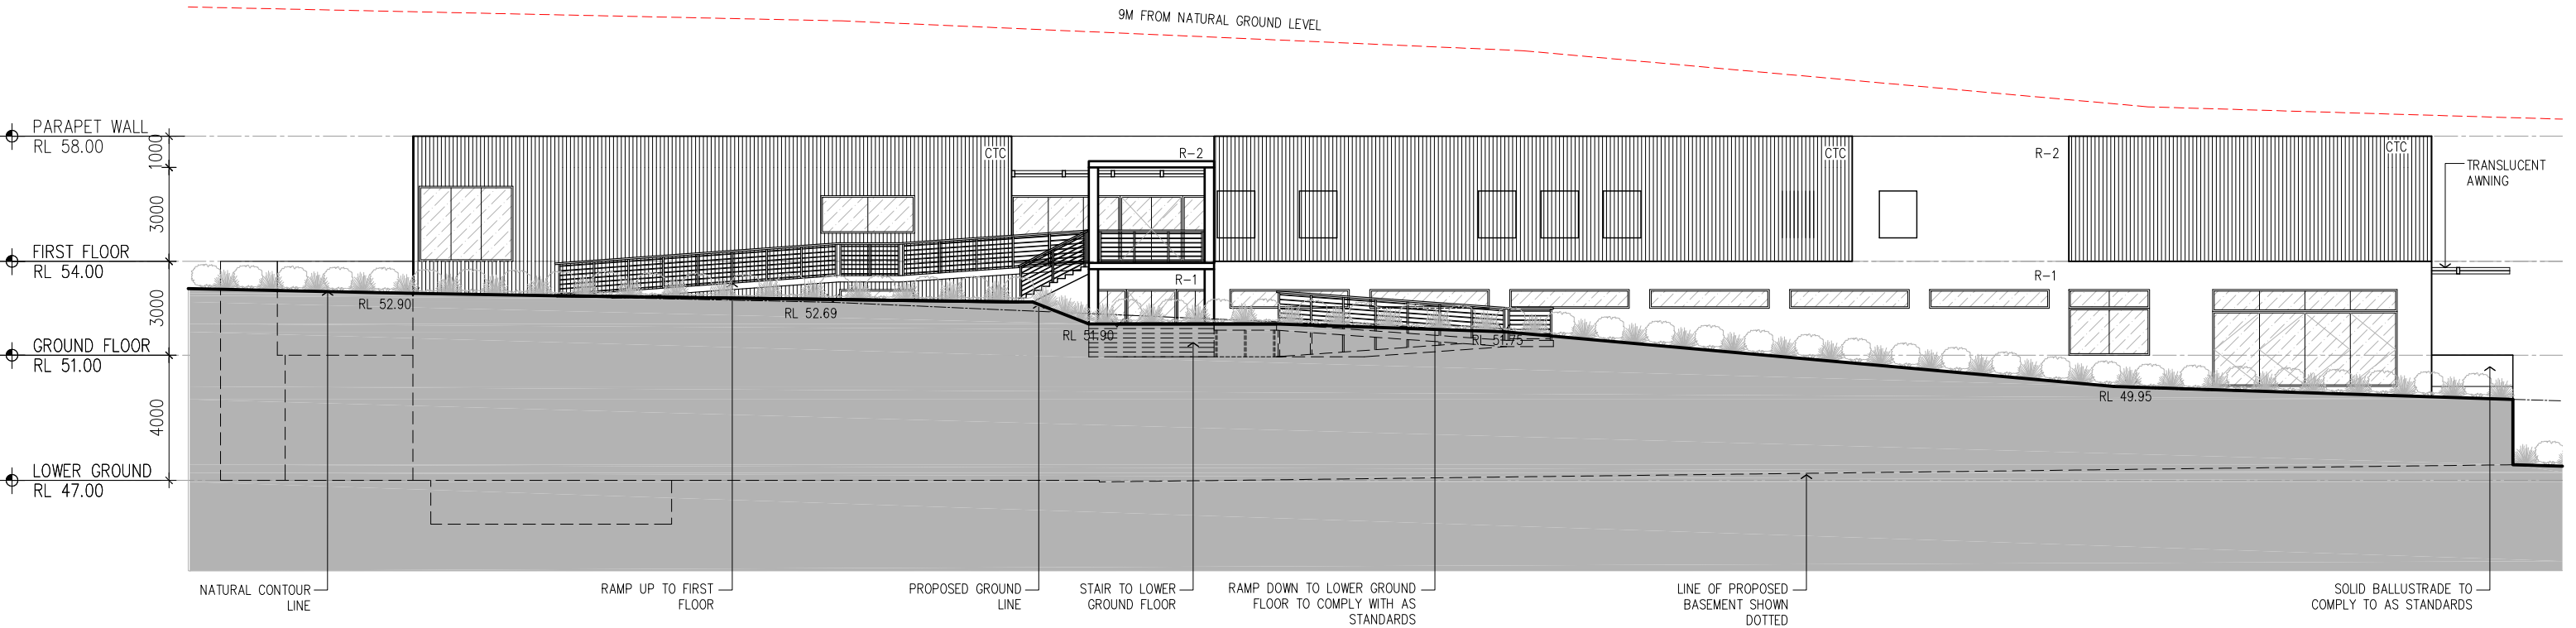 9M FROM NATURAL GROUND LEVEL
PARAPET WALL
RL 58.00
1000
CTC
R-2
CTC
R-2
CTC
TRANSLUCENT
AWNING
3000
FIRST FLOOR
RL 54.00
R-1
R-1
3000
RL 52.90
RL 52.69
RL 51.90
RL 51.75
GROUND FLOOR
RL 51.00
RL 49.95
4000
LOWER GROUND
RL 47.00
NATURAL CONTOUR
LINE
RAMP UP TO FIRST
FLOOR
PROPOSED GROUND
LINE
STAIR TO LOWER
GROUND FLOOR
RAMP DOWN TO LOWER GROUND
FLOOR TO COMPLY WITH AS
STANDARDS
LINE OF PROPOSED
BASEMENT SHOWN
DOTTED
SOLID BALLUSTRADE TO
COMPLY TO AS STANDARDS